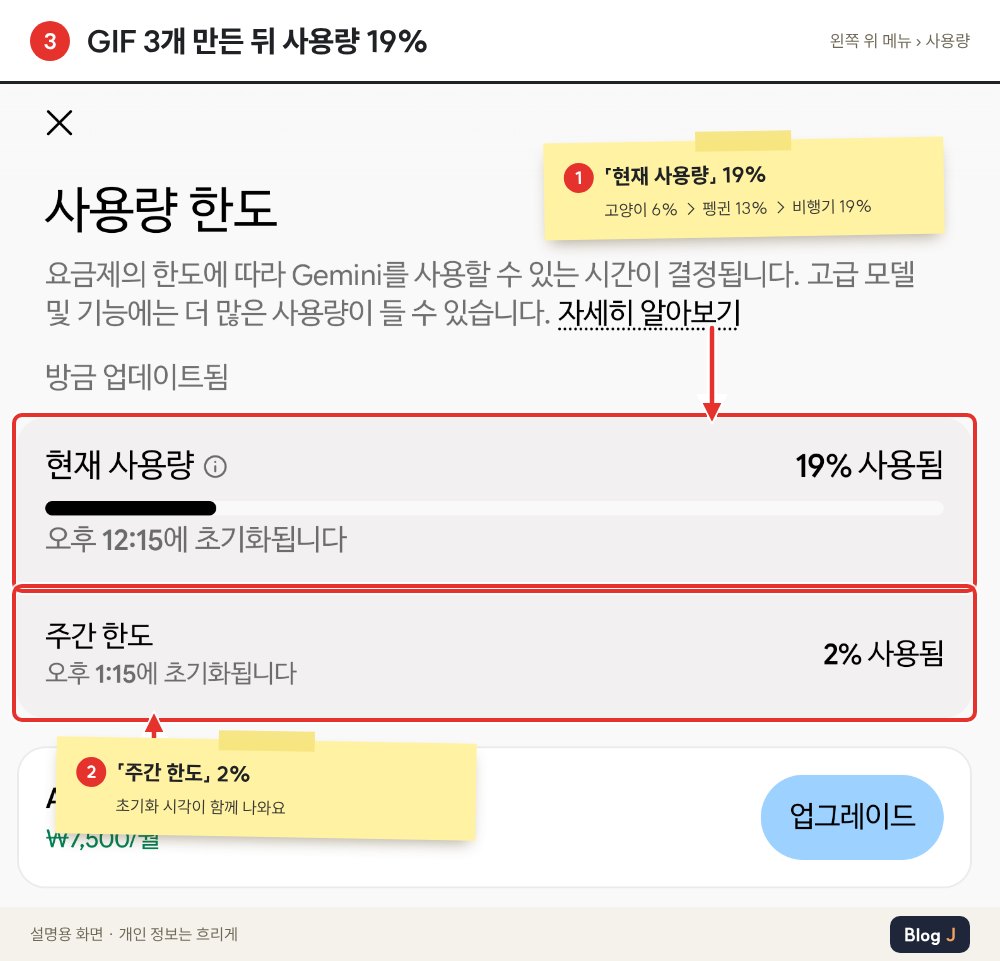 3 GIF 3개 만든 뒤 사용량 19%
왼쪽 위 메뉴 › 사용량
1 「현재 사용량」 19%
고양이 6% > 펭귄 13% > 비행기 19%
사용량 한도
요금제의 한도에 따라 Gemini를 사용할 수 있는 시간이 결정됩니다. 고급 모델
및 기능에는 더 많은 사용량이 들 수 있습니다. 자세히 알아보기
방금 업데이트됨
현재 사용량 19% 사용됨
오후 12:15에 초기화됩니다
주간 한도
2% 사용됨
오후 1:15에 초기화됩니다
2 「주간 한도」 2%
초기화 시각이 함께 나와요
₩7,500/월
업그레이드
설명용 화면 · 개인 정보는 흐리게
Blog J